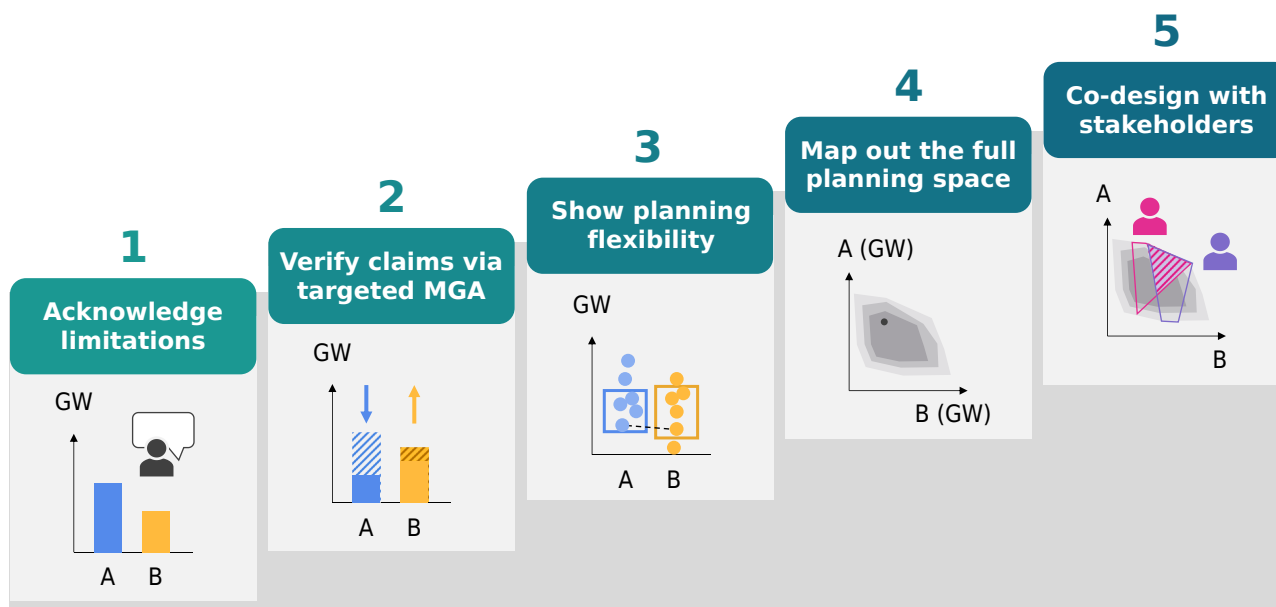 1
Acknowledge
limitations
GW
A B
2
Verify claims via
targeted MGA
GW
A B
3
Show planning
flexibility
GW
A B
4
Map out the full
planning space
A (GW)
B (GW)
5
Co-design with
stakeholders
A
B